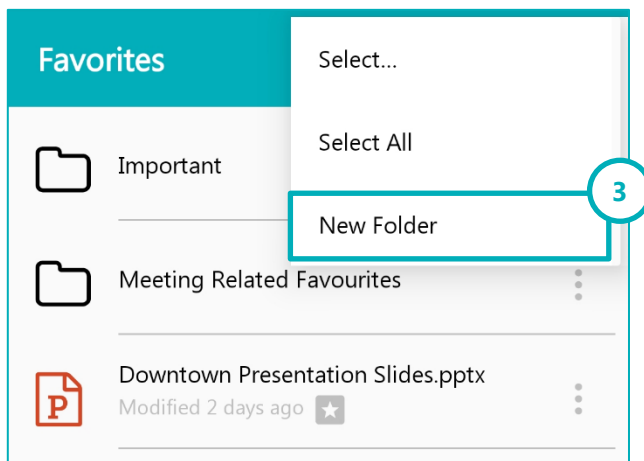 Favorites
Select...
Select All
New Folder
3
Important
Meeting Related Favourites
Downtown Presentation Slides.pptx
P
Modified 2 days ago